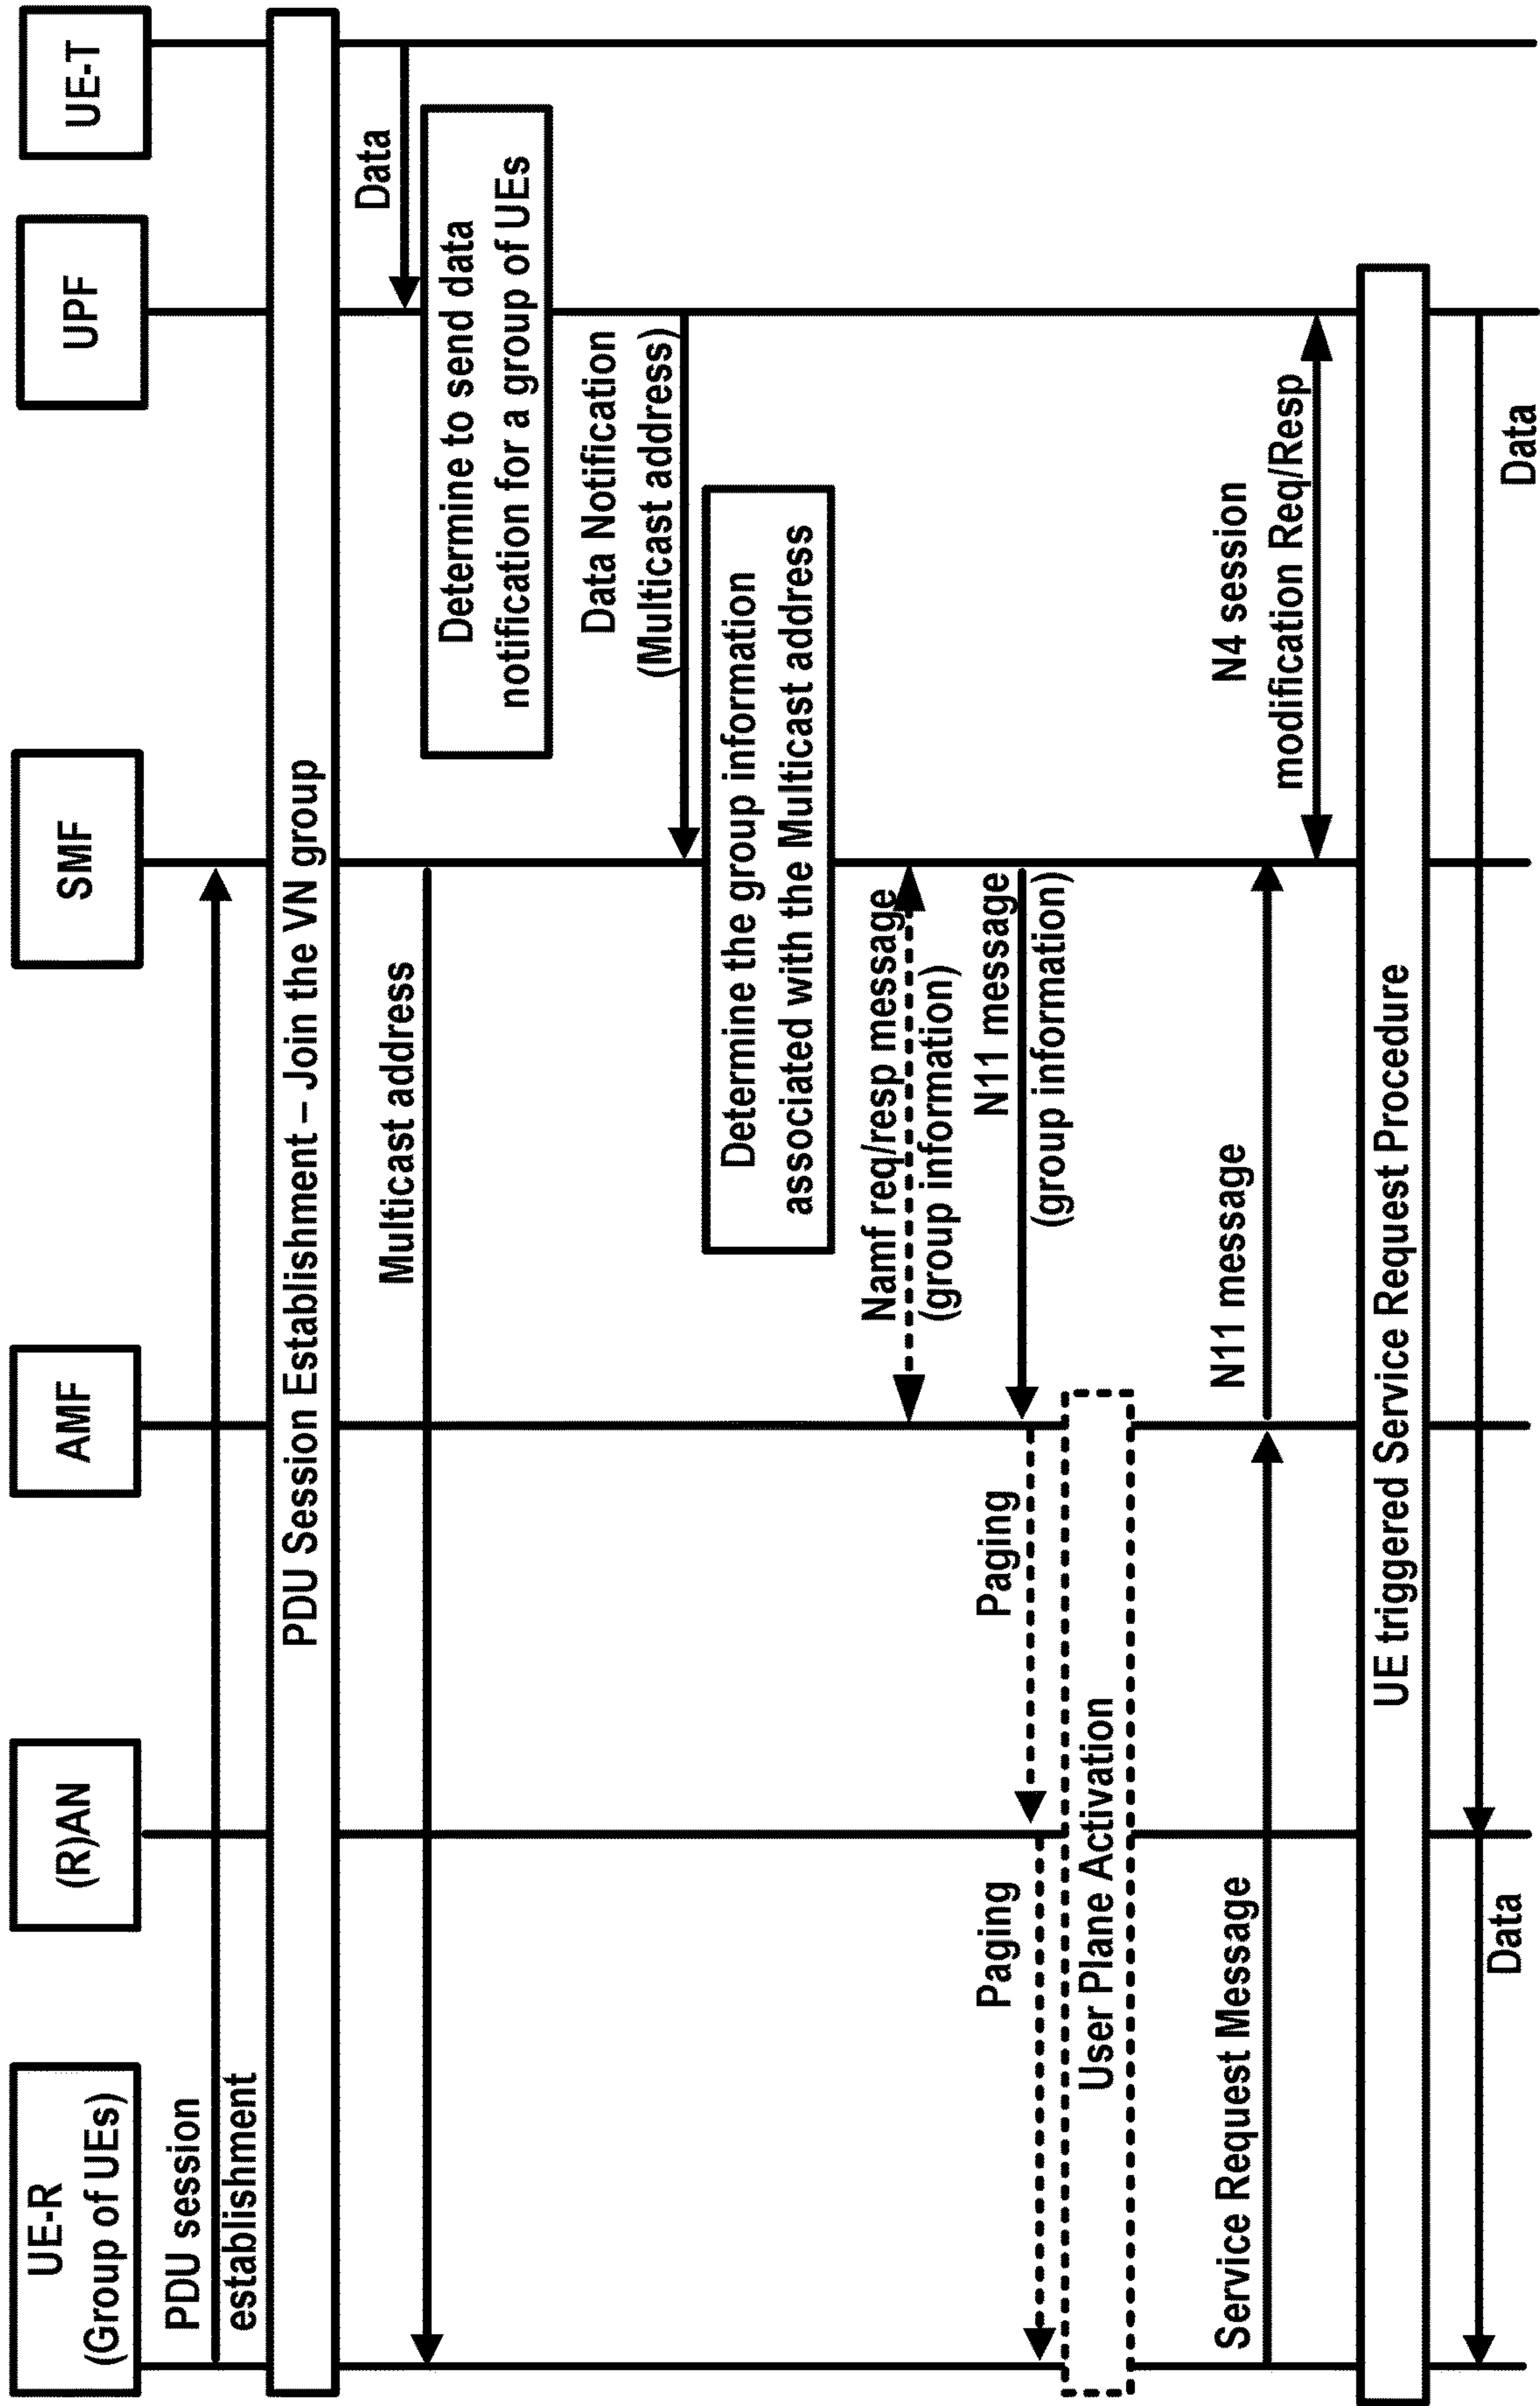 UE-R
(Group of UEs)
(R)AN
AMF
SMF
UPF
UE-T
PDU session
establishment
PDU Session Establishment – Join the VN group
Data
Multicast address
Determine to send data
notification for a group of UEs
Data Notification
(Multicast address)
Determine the group information
associated with the Multicast address
Namf req/resp message
(group information)
N11 message
(group information)
Paging
Paging
User Plane Activation
Service Request Message
N11 message
N4 session
modification Req/Resp
UE triggered Service Request Procedure
Data
Data